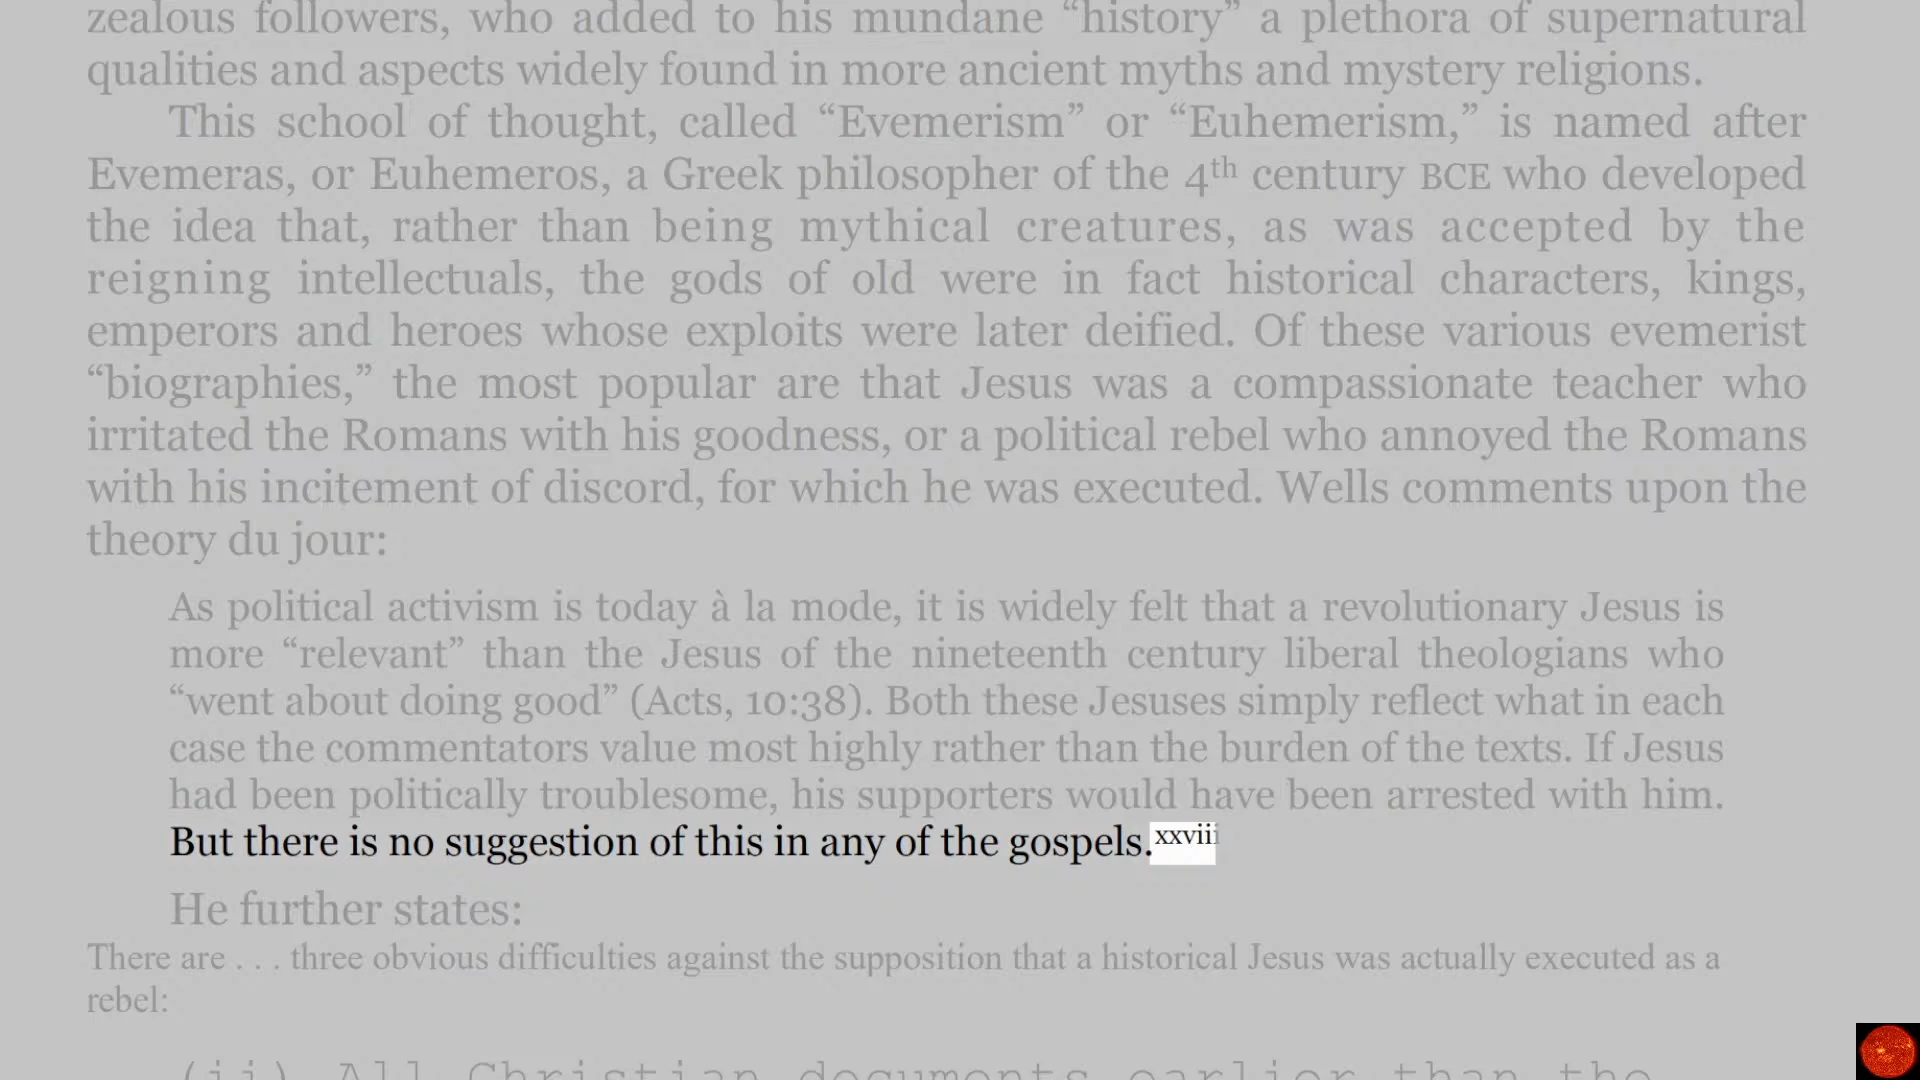 zealous followers, who added to his mundane “history” a plethora of supernatural
qualities and aspects widely found in more ancient myths and mystery religions.
This school of thought, called “Evemerism” or “Euhemerism,” is named after
Evemeras, or Euhemeros, a Greek philosopher of the 4th century BCE who developed
the idea that, rather than being mythical creatures, as was accepted by the
reigning intellectuals, the gods of old were in fact historical characters, kings,
emperors and heroes whose exploits were later deified. Of these various evemerist
“biographies,” the most popular are that Jesus was a compassionate teacher who
irritated the Romans with his goodness, or a political rebel who annoyed the Romans
with his incitement of discord, for which he was executed. Wells comments upon the
theory du jour:
As political activism is today à la mode, it is widely felt that a revolutionary Jesus is
more “relevant” than the Jesus of the nineteenth century liberal theologians who
“went about doing good” (Acts, 10:38). Both these Jesuses simply reflect what in each
case the commentators value most highly rather than the burden of the texts. If Jesus
had been politically troublesome, his supporters would have been arrested with him.
But there is no suggestion of this in any of the gospels.xxviii
He further states:
There are . . . three obvious difficulties against the supposition that a historical Jesus was actually executed as a
rebel:
(ii) All Christian documents earlier than the